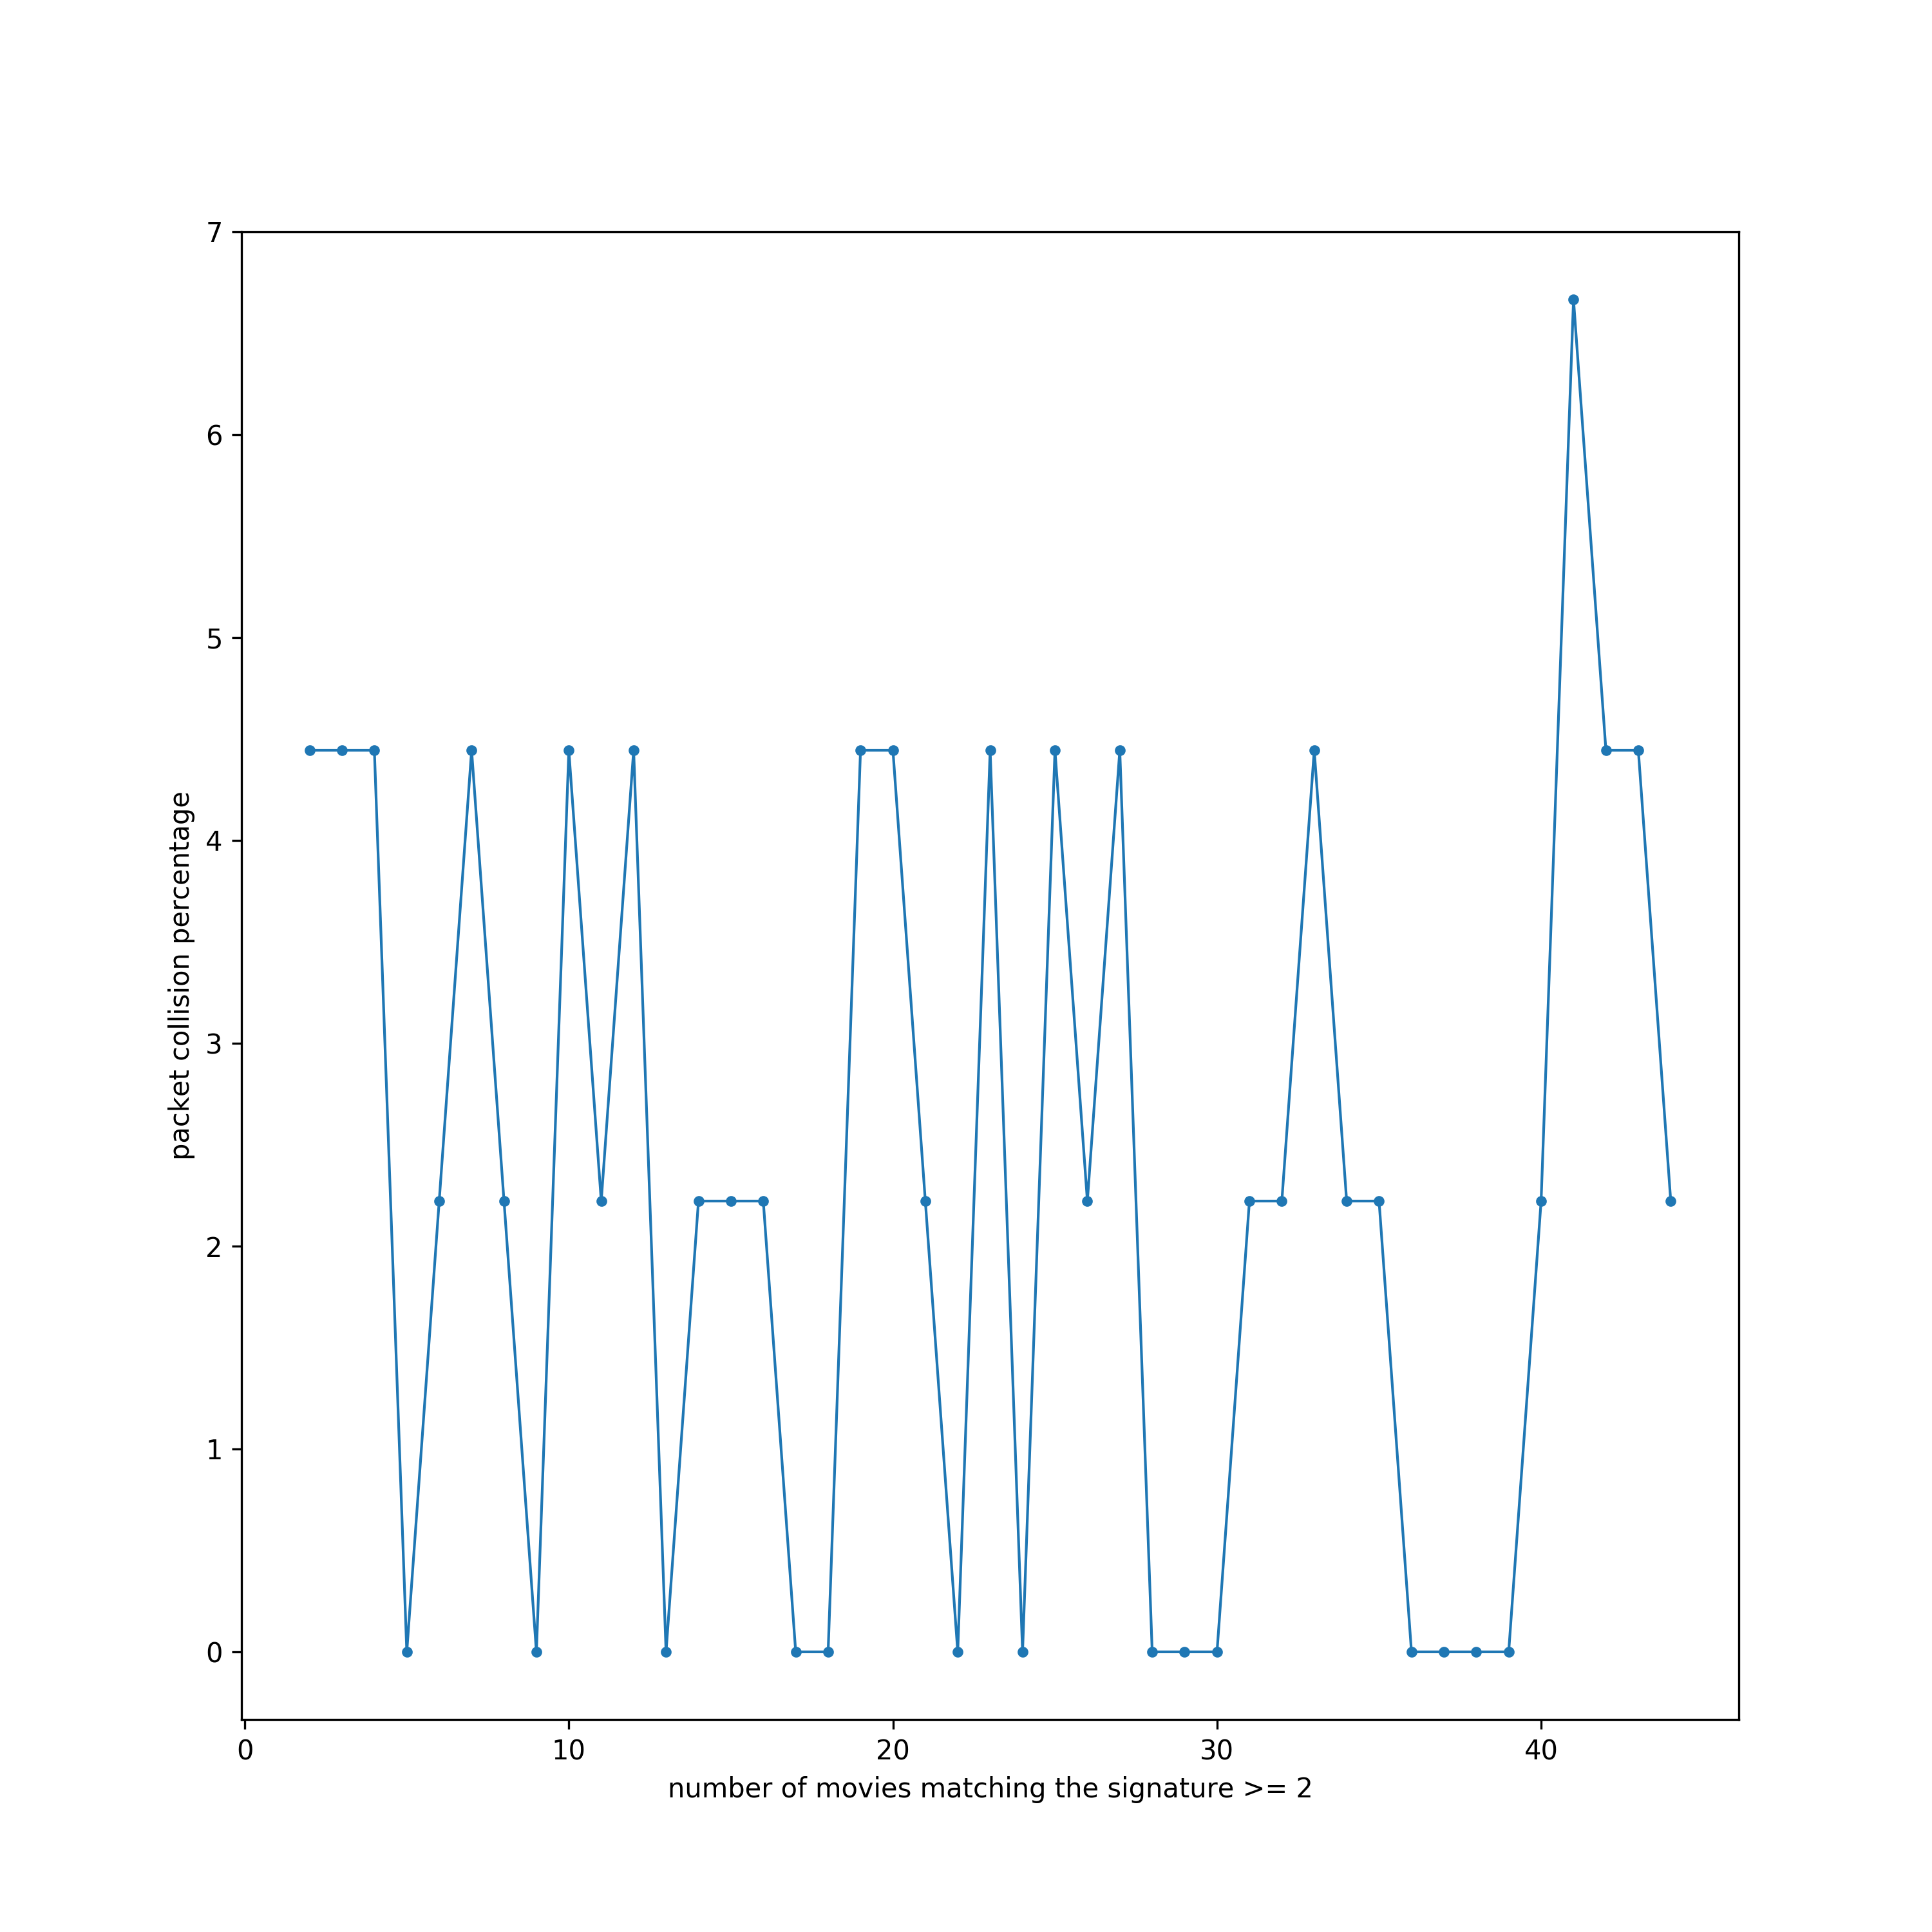 7
6
5
4
3
2
1
0
packet collision percentage
0 10 20 30 40
number of movies matching the signature >= 2